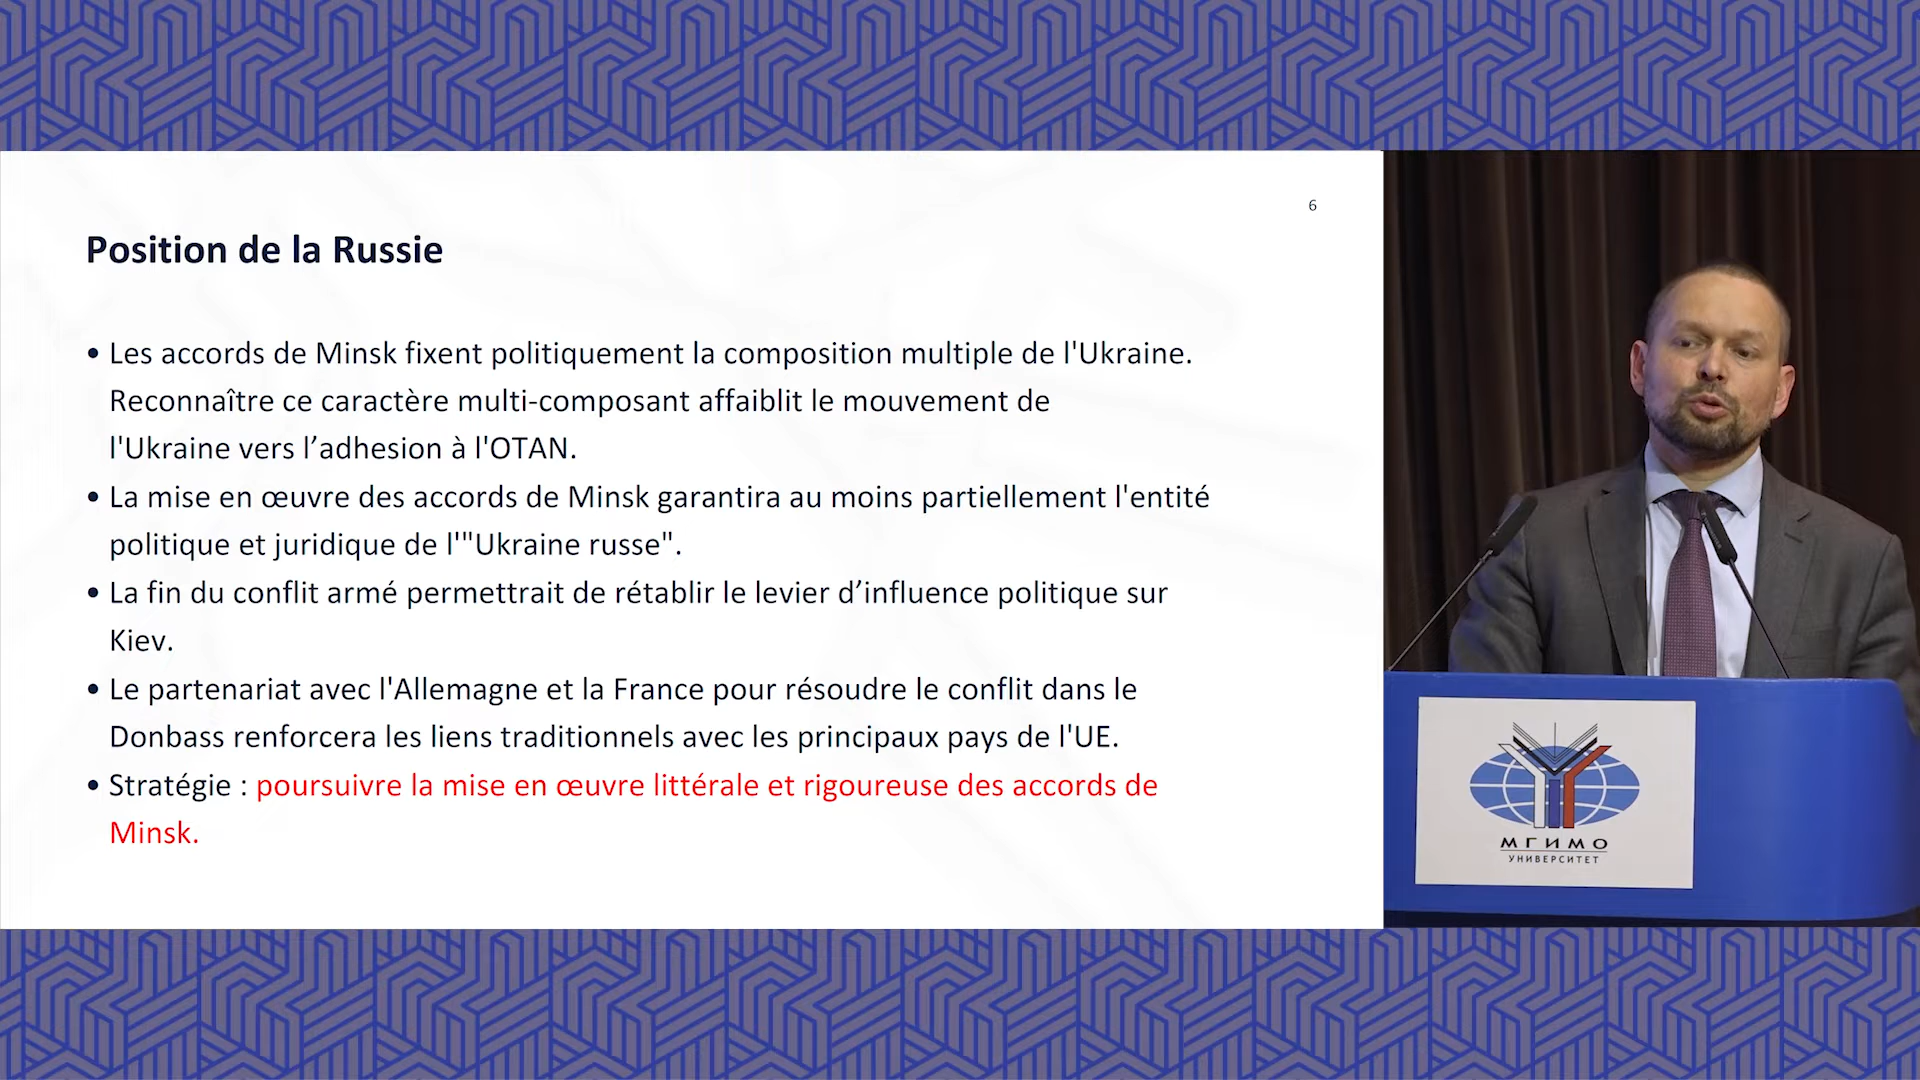 6
Position de la Russie
• Les accords de Minsk fixent politiquement la composition multiple de l'Ukraine.
Reconnaître ce caractère multi-composant affaiblit le mouvement de
l'Ukraine vers l’adhesion à l'OTAN.
• La mise en œuvre des accords de Minsk garantira au moins partiellement l'entité
politique et juridique de l'"Ukraine russe".
• La fin du conflit armé permettrait de rétablir le levier d’influence politique sur
Kiev.
• Le partenariat avec l'Allemagne et la France pour résoudre le conflit dans le
Donbass renforcera les liens traditionnels avec les principaux pays de l'UE.
• Stratégie : poursuivre la mise en œuvre littérale et rigoureuse des accords de
Minsk.
МГИМО
УНИВЕРСИТЕТ